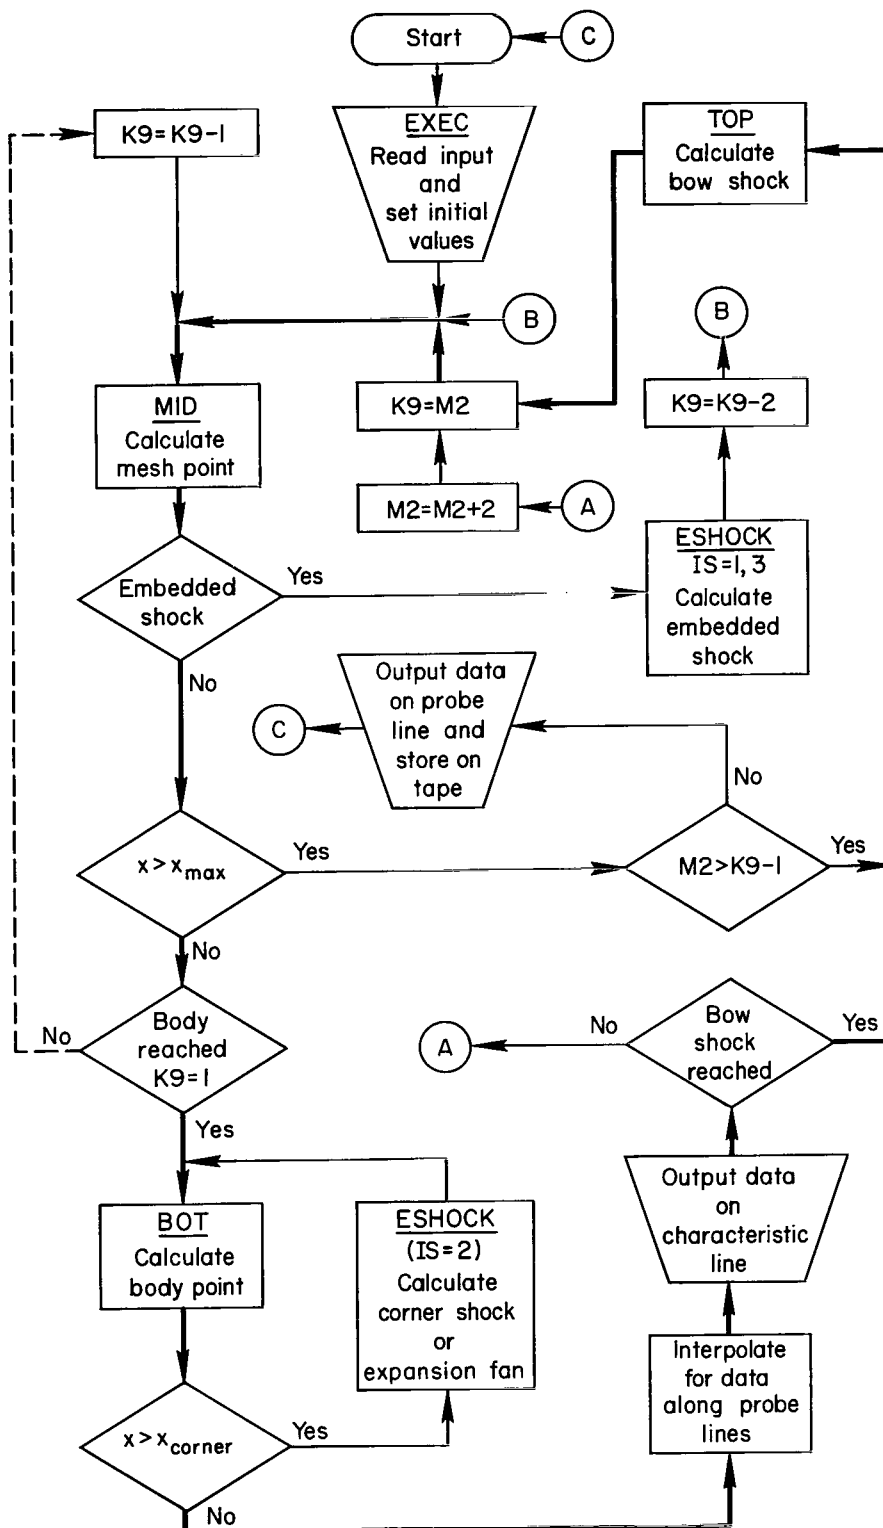 Start
C
EXEC
Read input
and
set initial
values
K9=K9-1
TOP
Calculate
bow shock
B
B
MID
Calculate
mesh point
K9=M2
K9=K9-2
M2=M2+2
A
Embedded
shock
Yes
No
ESHOCK
IS=1, 3
Calculate
embedded
shock
Output data
on probe
line and
store on
tape
C
No
x > xmax
Yes
No
M2>K9-1
Yes
Body
reached
K9=1
No
Yes
A
No
Bow
shock
reached
Yes
BOT
Calculate
body point
ESHOCK
(IS=2)
Calculate
corner shock
or
expansion fan
Output data
on
characteristic
line
Interpolate
for data
along probe
lines
x > xcorner
Yes
No